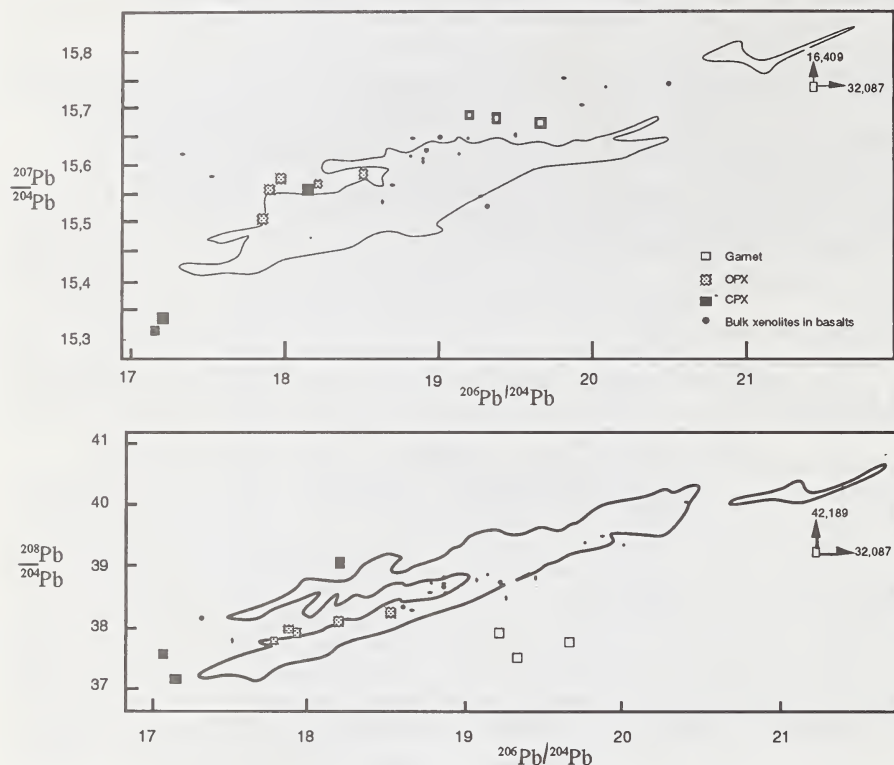 15,8
15,7
15,6
15,5
15,4
15,3
207Pb
204Pb
16,409
32,087
Garnet
OPX
CPX
Bulk xenolites in basalts
17 18 19 20 21
206Pb/204Pb
41
40
39
38
37
208Pb
204Pb
42,189
32,087
17 18 19 20 21
206Pb/204Pb